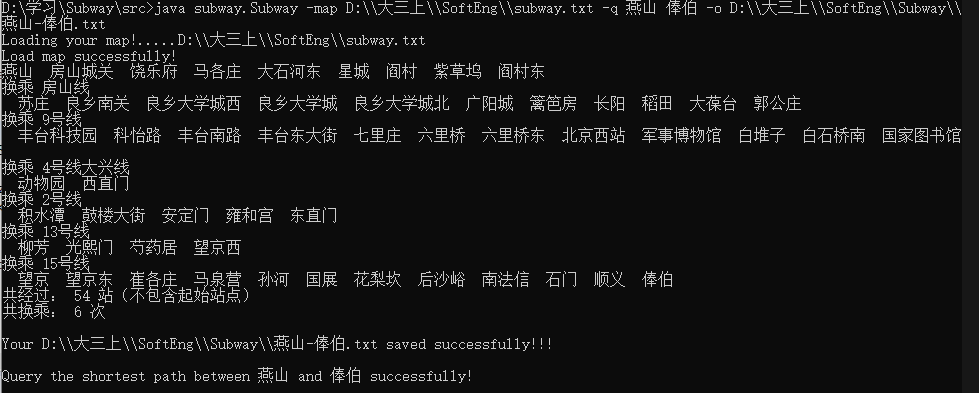 D:\学习\Subway\src>java subway.Subway -map D:\\大三上\\SoftEng\\subway.txt -q 燕山 俸伯 -o D:\\大三上\\SoftEng\\Subway\\
燕山-俸伯.txt
Loading your map!.....D:\\大三上\\SoftEng\\subway.txt
Load map successfully!
燕山 房山城关 饶乐府 马各庄 大石河东 星城 阎村 紫草坞 阎村东
换乘 房山线
苏庄 良乡南关 良乡大学城西 良乡大学城 良乡大学城北 广阳城 篱笆房 长阳 稻田 大葆台 郭公庄
换乘 9号线
丰台科技园 科怡路 丰台南路 丰台东大街 七里庄 六里桥 六里桥东 北京西站 军事博物馆 白堆子 白石桥南 国家图书馆
换乘 4号线大兴线
动物园 西直门
换乘 2号线
积水潭 鼓楼大街 安定门 雍和宫 东直门
换乘 13号线
柳芳 光熙门 芍药居 望京西
换乘 15号线
望京 望京东 崔各庄 马泉营 孙河 国展 花梨坎 后沙峪 南法信 石门 顺义 俸伯
共经过: 54 站(不包含起始站点)
共换乘: 6 次
Your D:\\大三上\\SoftEng\\Subway\\燕山-俸伯.txt saved successfully!!!
Query the shortest path between 燕山 and 俸伯 successfully!